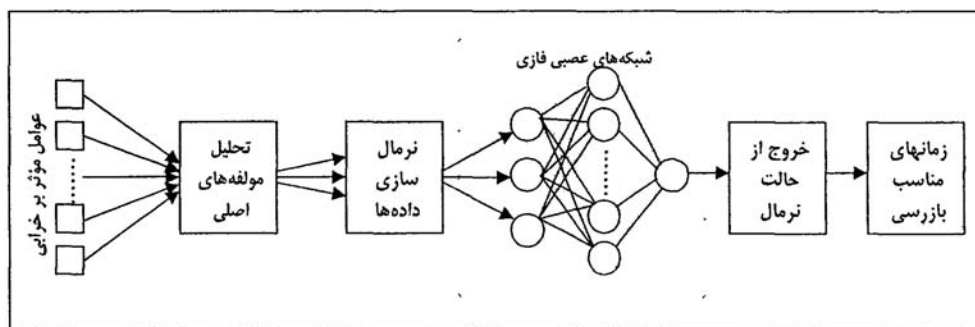 شبکه‌های عصبی فازی
عوامل مؤثر بر خرابی
تحلیل
مولفه‌های
اصلی
نرمال
سازی
داده‌ها
خروج از
حالت
نرمال
زمانهای
مناسب
بازرسی